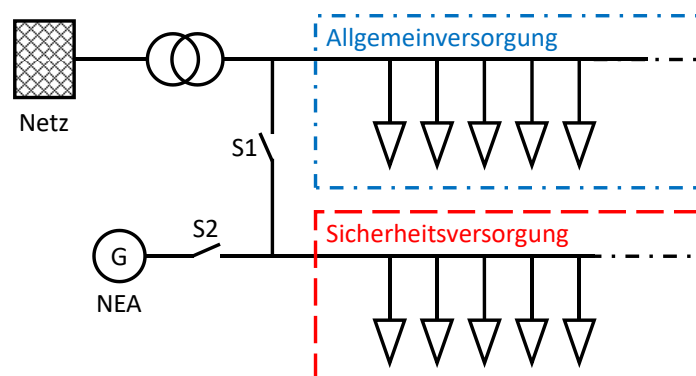 Allgemeinversorgung
Netz
S1
S2
Sicherheitsversorgung
G
NEA